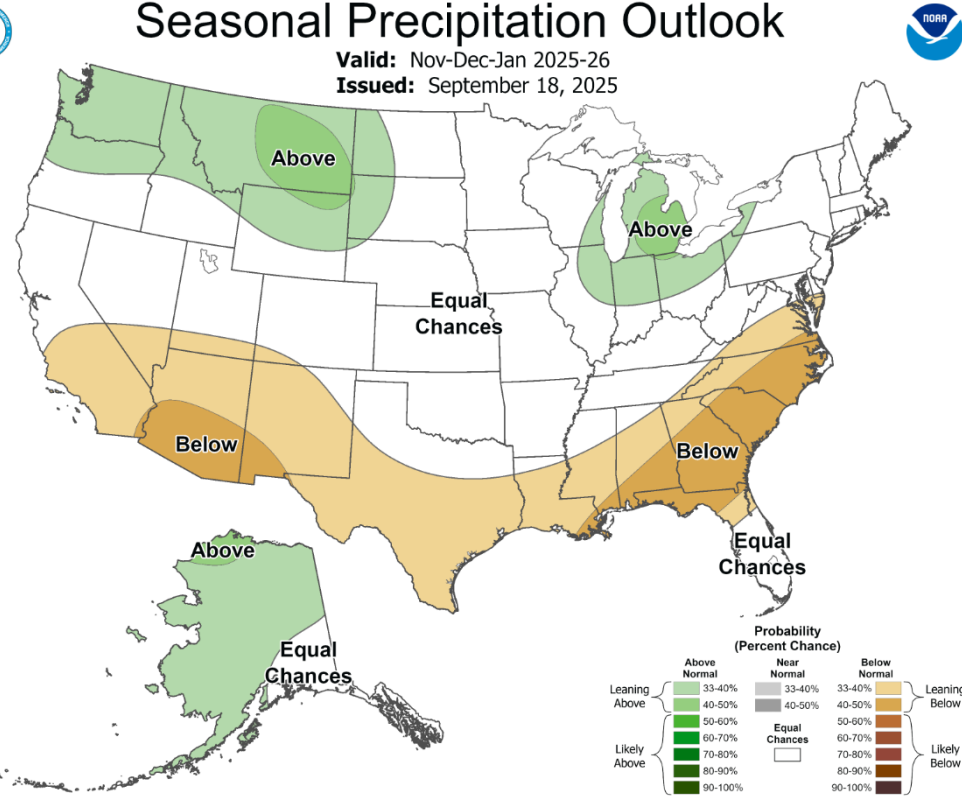 Seasonal Precipitation Outlook
Valid: Nov-Dec-Jan 2025-26
Issued: September 18, 2025
NOAA
Above
Above
Equal
Chances
Below
Below
Above
Equal
Chances
Equal
Chances
Probability
(Percent Chance)
Above
Normal
Near
Normal
Below
Normal
Leaning
Above
33-40%
40-50%
33-40%
40-50%
33-40%
40-50%
Leaning
Below
Likely
Above
50-60%
60-70%
70-80%
80-90%
90-100%
Equal
Chances
50-60%
60-70%
70-80%
80-90%
90-100%
Likely
Below